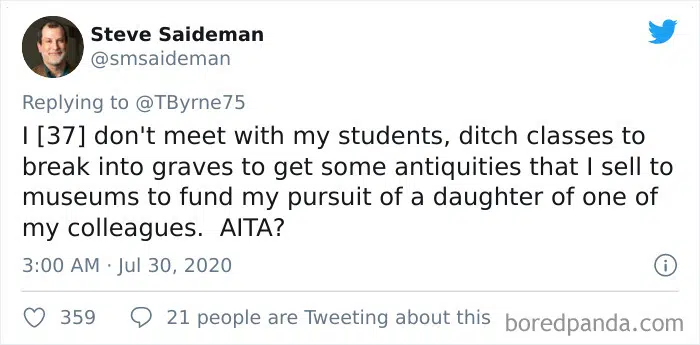 Steve Saideman
@smsaideman
Replying to @TByrne75
I [37] don't meet with my students, ditch classes to
break into graves to get some antiquities that I sell to
museums to fund my pursuit of a daughter of one of
my colleagues.  AITA?
3:00 AM · Jul 30, 2020
359 21 people are Tweeting about this
boredpanda.com